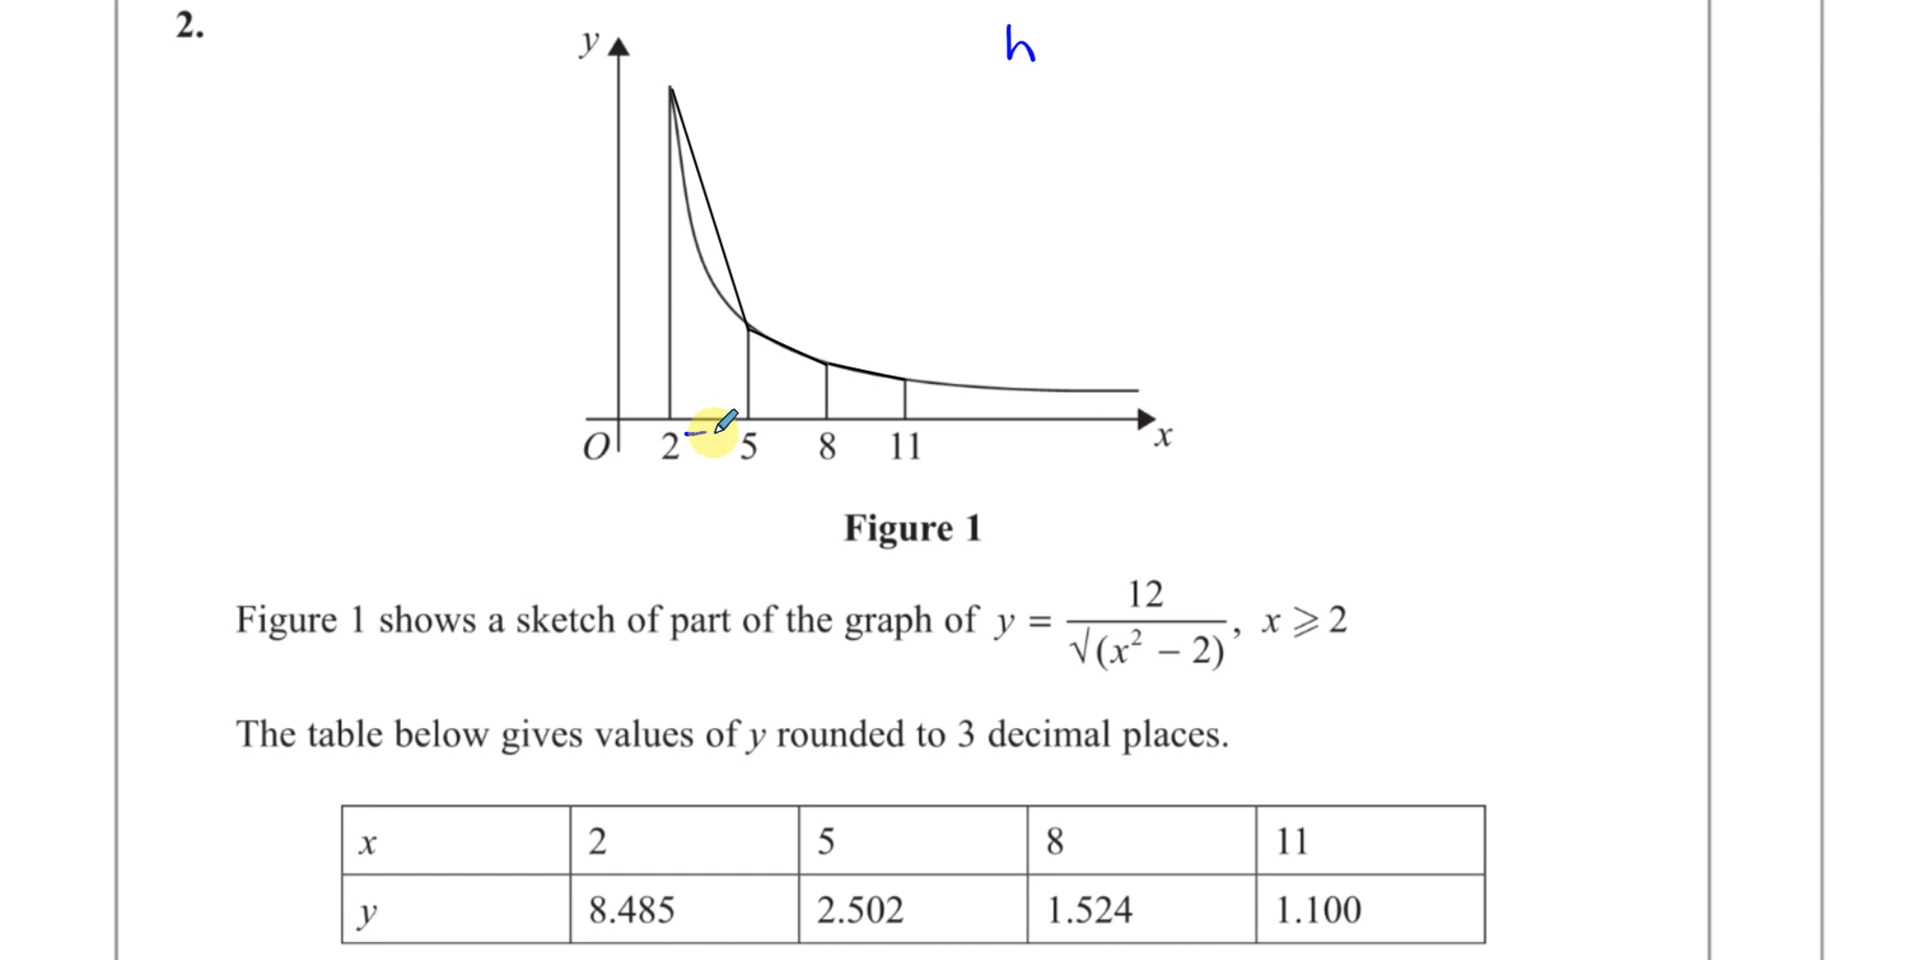 2.
y
h
O 2 5 8 11 x
Figure 1
Figure 1 shows a sketch of part of the graph of y = 12/√(x² − 2), x ⩾ 2
The table below gives values of y rounded to 3 decimal places.
x 2 5 8 11
y 8.485 2.502 1.524 1.100